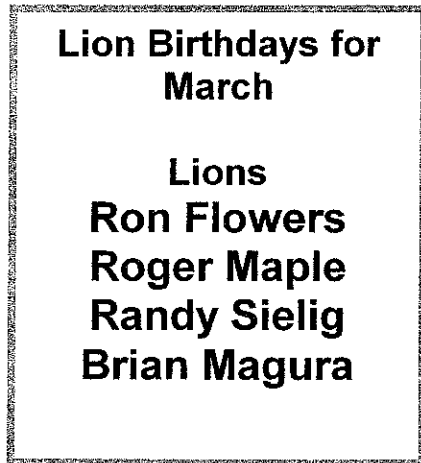 Lion Birthdays for
March
Lions
Ron Flowers
Roger Maple
Randy Sielig
Brian Magura